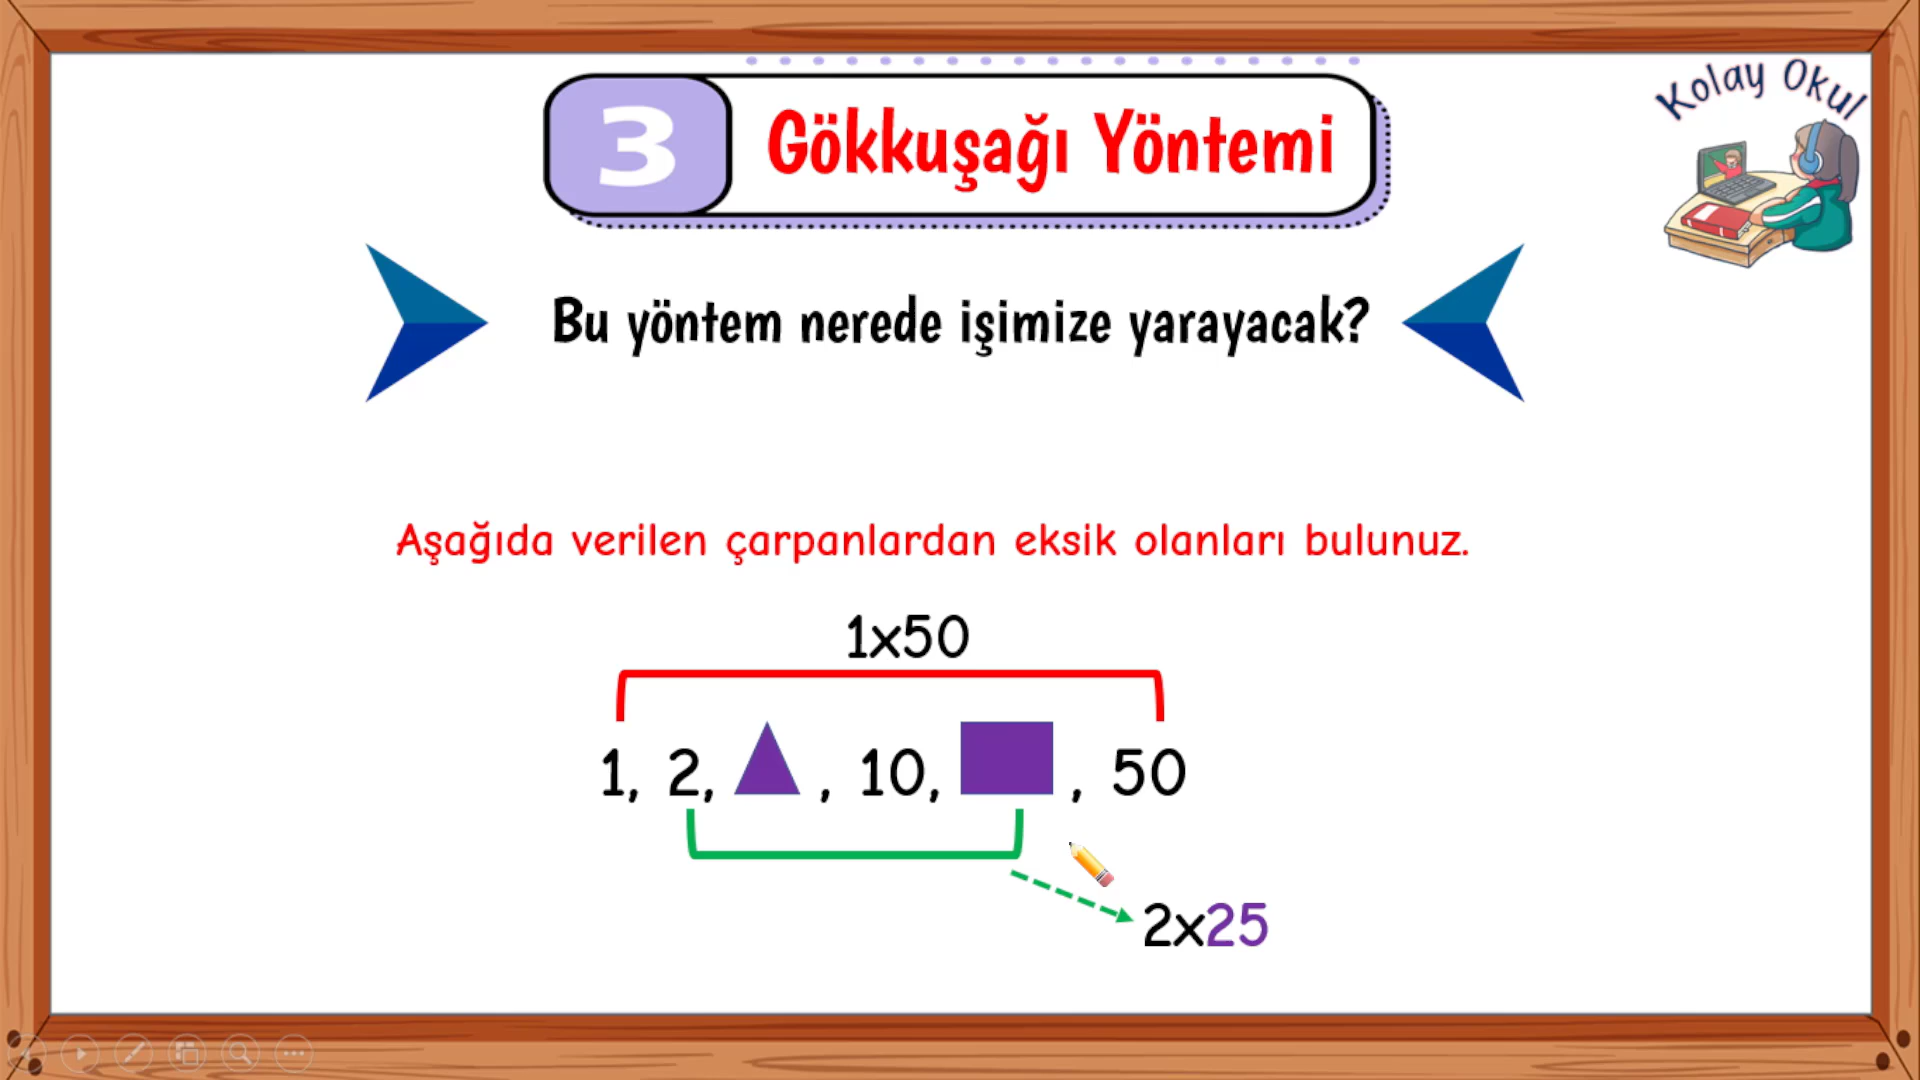 Kolay Okul
3 Gökkuşağı Yöntemi
Bu yöntem nerede işimize yarayacak?
Aşağıda verilen çarpanlardan eksik olanları bulunuz.
1x50
1, 2, , 10, , 50
2x25